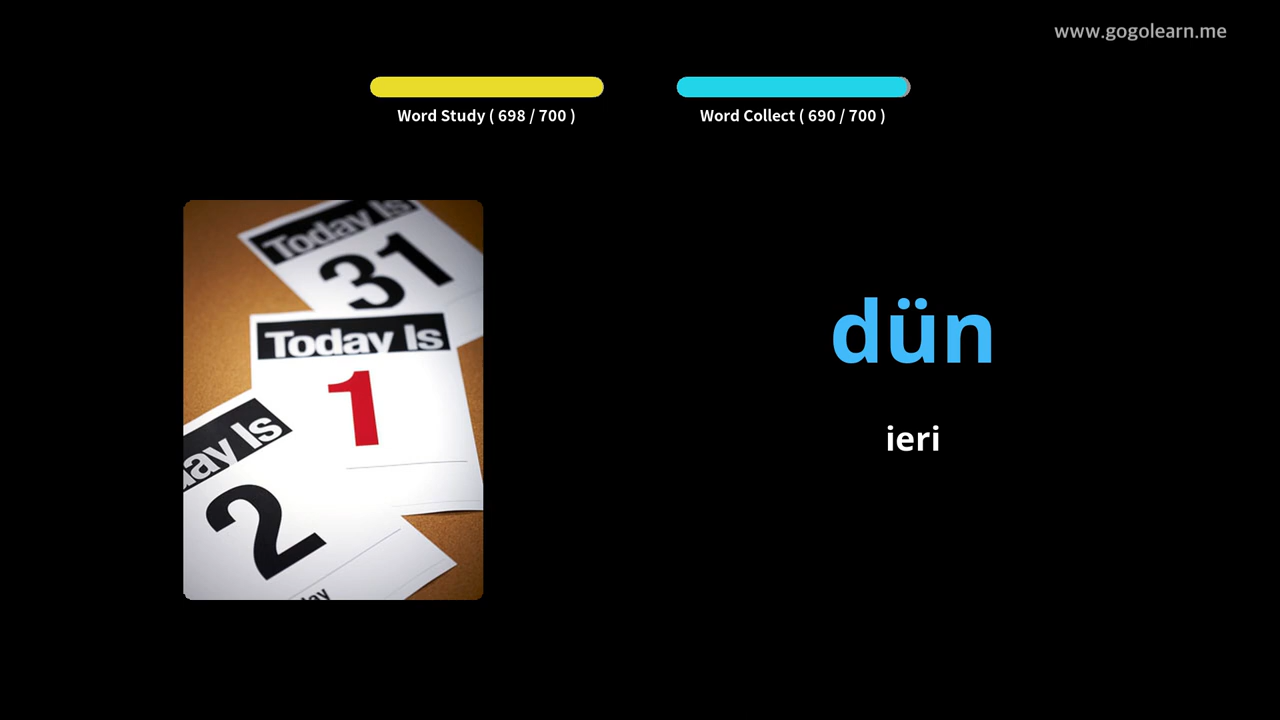 www.gogolearn.me
Word Study ( 698 / 700 )
Word Collect ( 690 / 700 )
Today Is
31
Today Is
1
ay Is
2
ay
dün
ieri